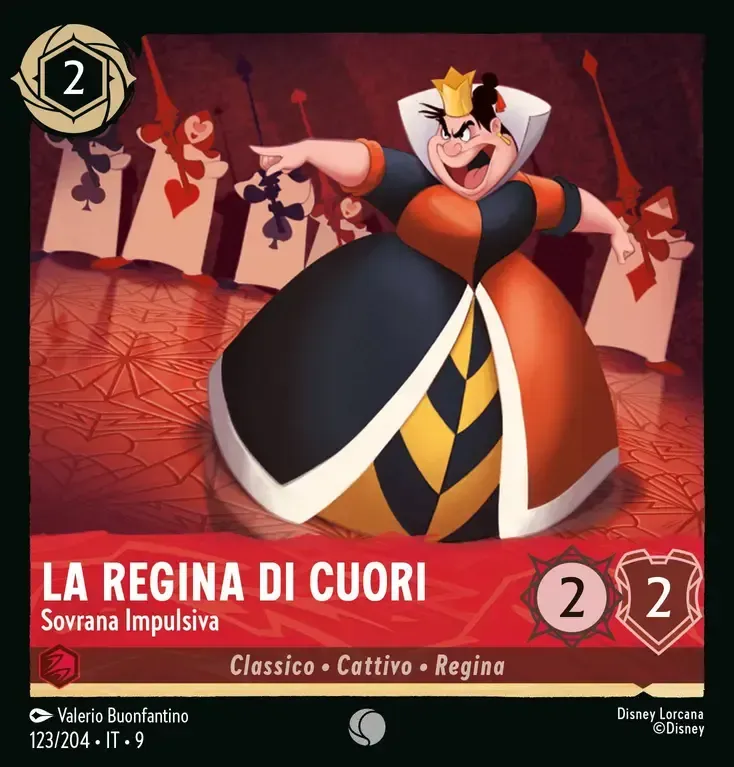 2
LA REGINA DI CUORI
Sovrana Impulsiva
2
2
Classico • Cattivo • Regina
Valerio Buonfantino
123/204 • IT • 9
Disney Lorcana
©Disney